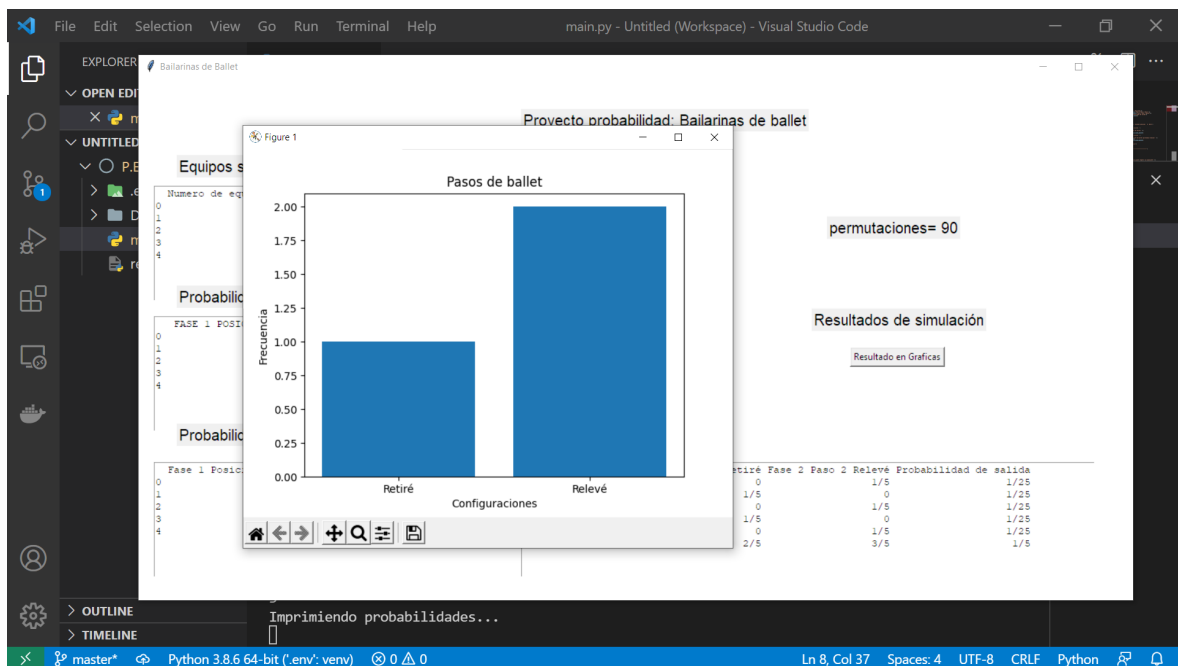 File Edit Selection View Go Run Terminal Help main.py - Untitled (Workspace) - Visual Studio Code
EXPLORER
Bailarinas de Ballet
OPEN EDI
Proyecto probabilidad: Bailarinas de ballet
UNTITLED
Figure 1
P.E
Equipos s
Pasos de ballet
Numero de eq
0
1
2
3
4
permutaciones= 90
Probabilid
FASE 1 POSI
0
1
2
3
4
Resultados de simulación
Resultado en Graficas
Probabilid
2.00
1.75
1.50
1.25
1.00
0.75
0.50
0.25
0.00
Frecuencia
Retiré Relevé
Configuraciones
Fase 1 Posic
0
1
2
3
4
etiré Fase 2 Paso 2 Relevé Probabilidad de salida
0 1/5 1/25
1/5 0 1/25
0 1/5 1/25
1/5 0 1/25
0 1/5 1/25
2/5 3/5 1/5
1
OUTLINE
TIMELINE
Imprimiendo probabilidades...
master* Python 3.8.6 64-bit ('.env': venv) 0 0 Ln 8, Col 37 Spaces: 4 UTF-8 CRLF Python